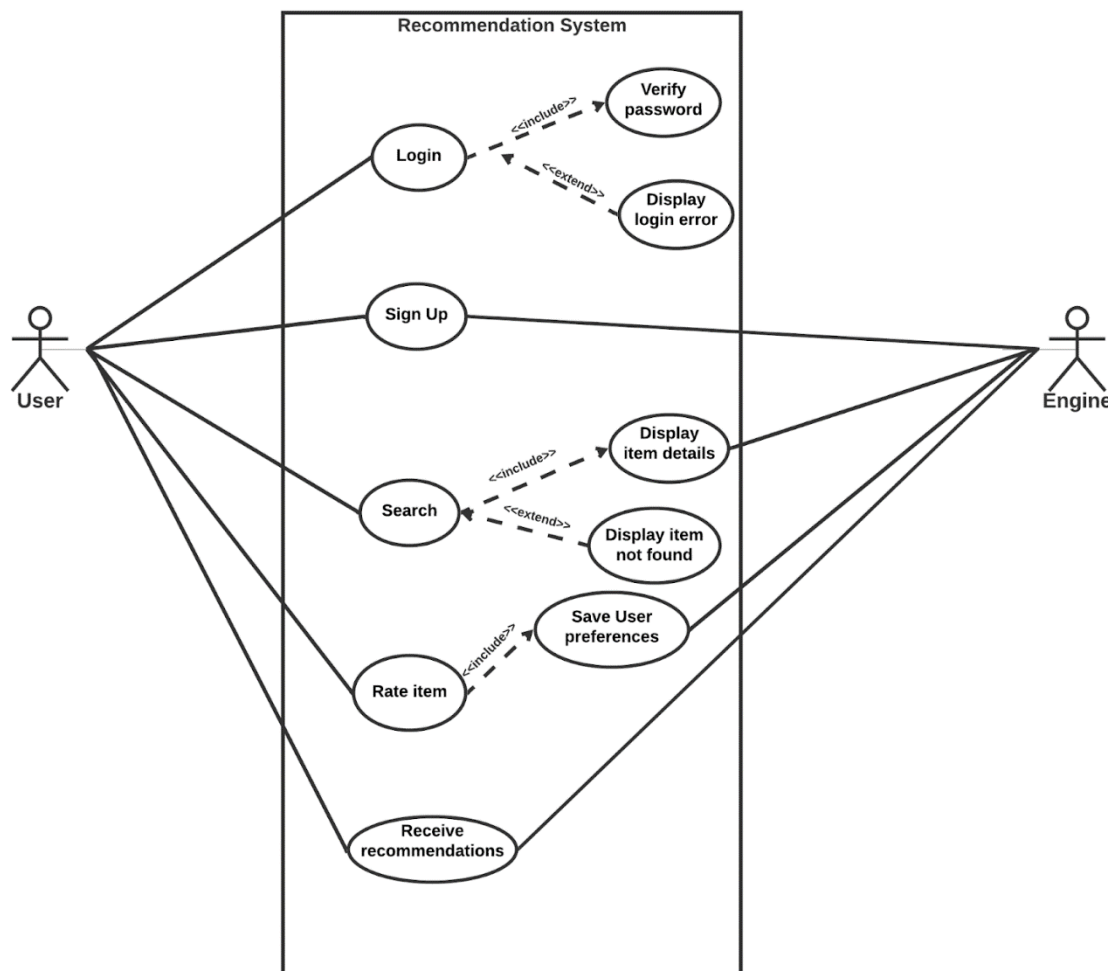 Recommendation System
Verify
password
<<include>>
Login
<<extend>>
Display
login error
Sign Up
User
Engine
Display
item details
<<include>>
Search
<<extend>>
Display item
not found
Save User
preferences
<<include>>
Rate item
Receive
recommendations